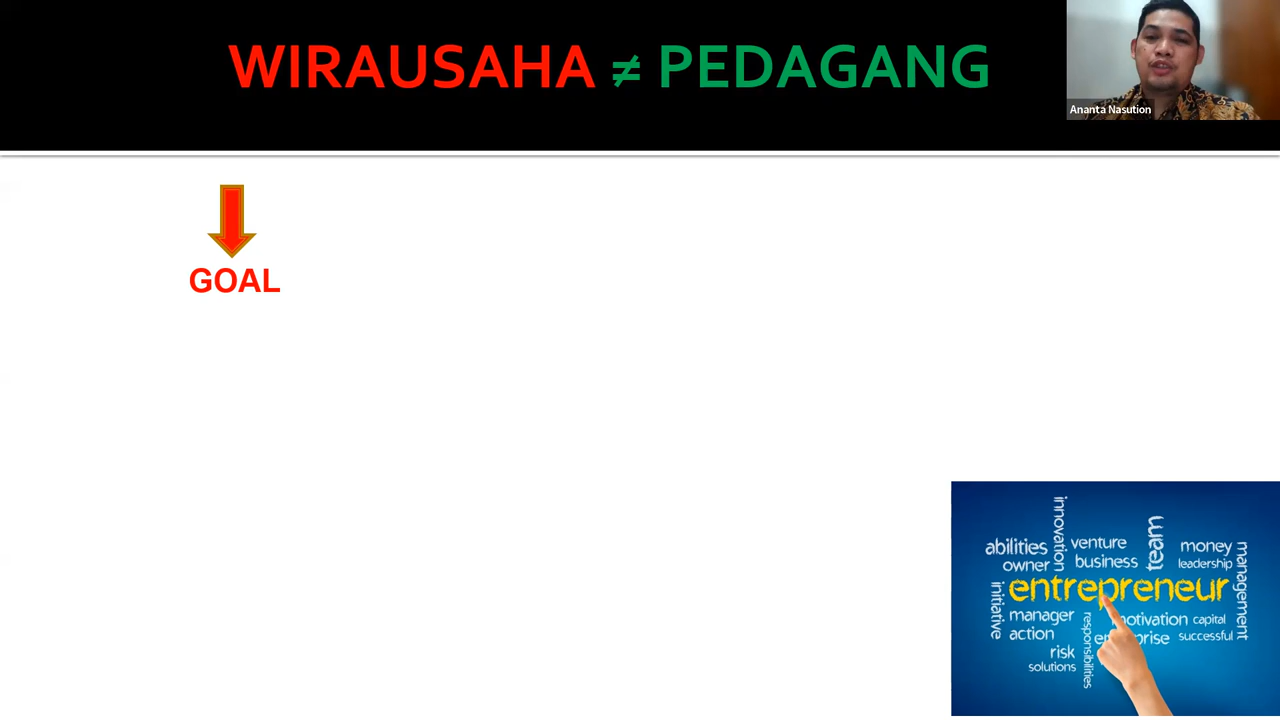 WIRAUSAHA ≠ PEDAGANG
Ananta Nasution
GOAL
innovation
abilities
venture
team
money
management
owner
business
leadership
entrepreneur
initiative
manager
responsibilities
motivation
capital
action
successful
risk
solutions